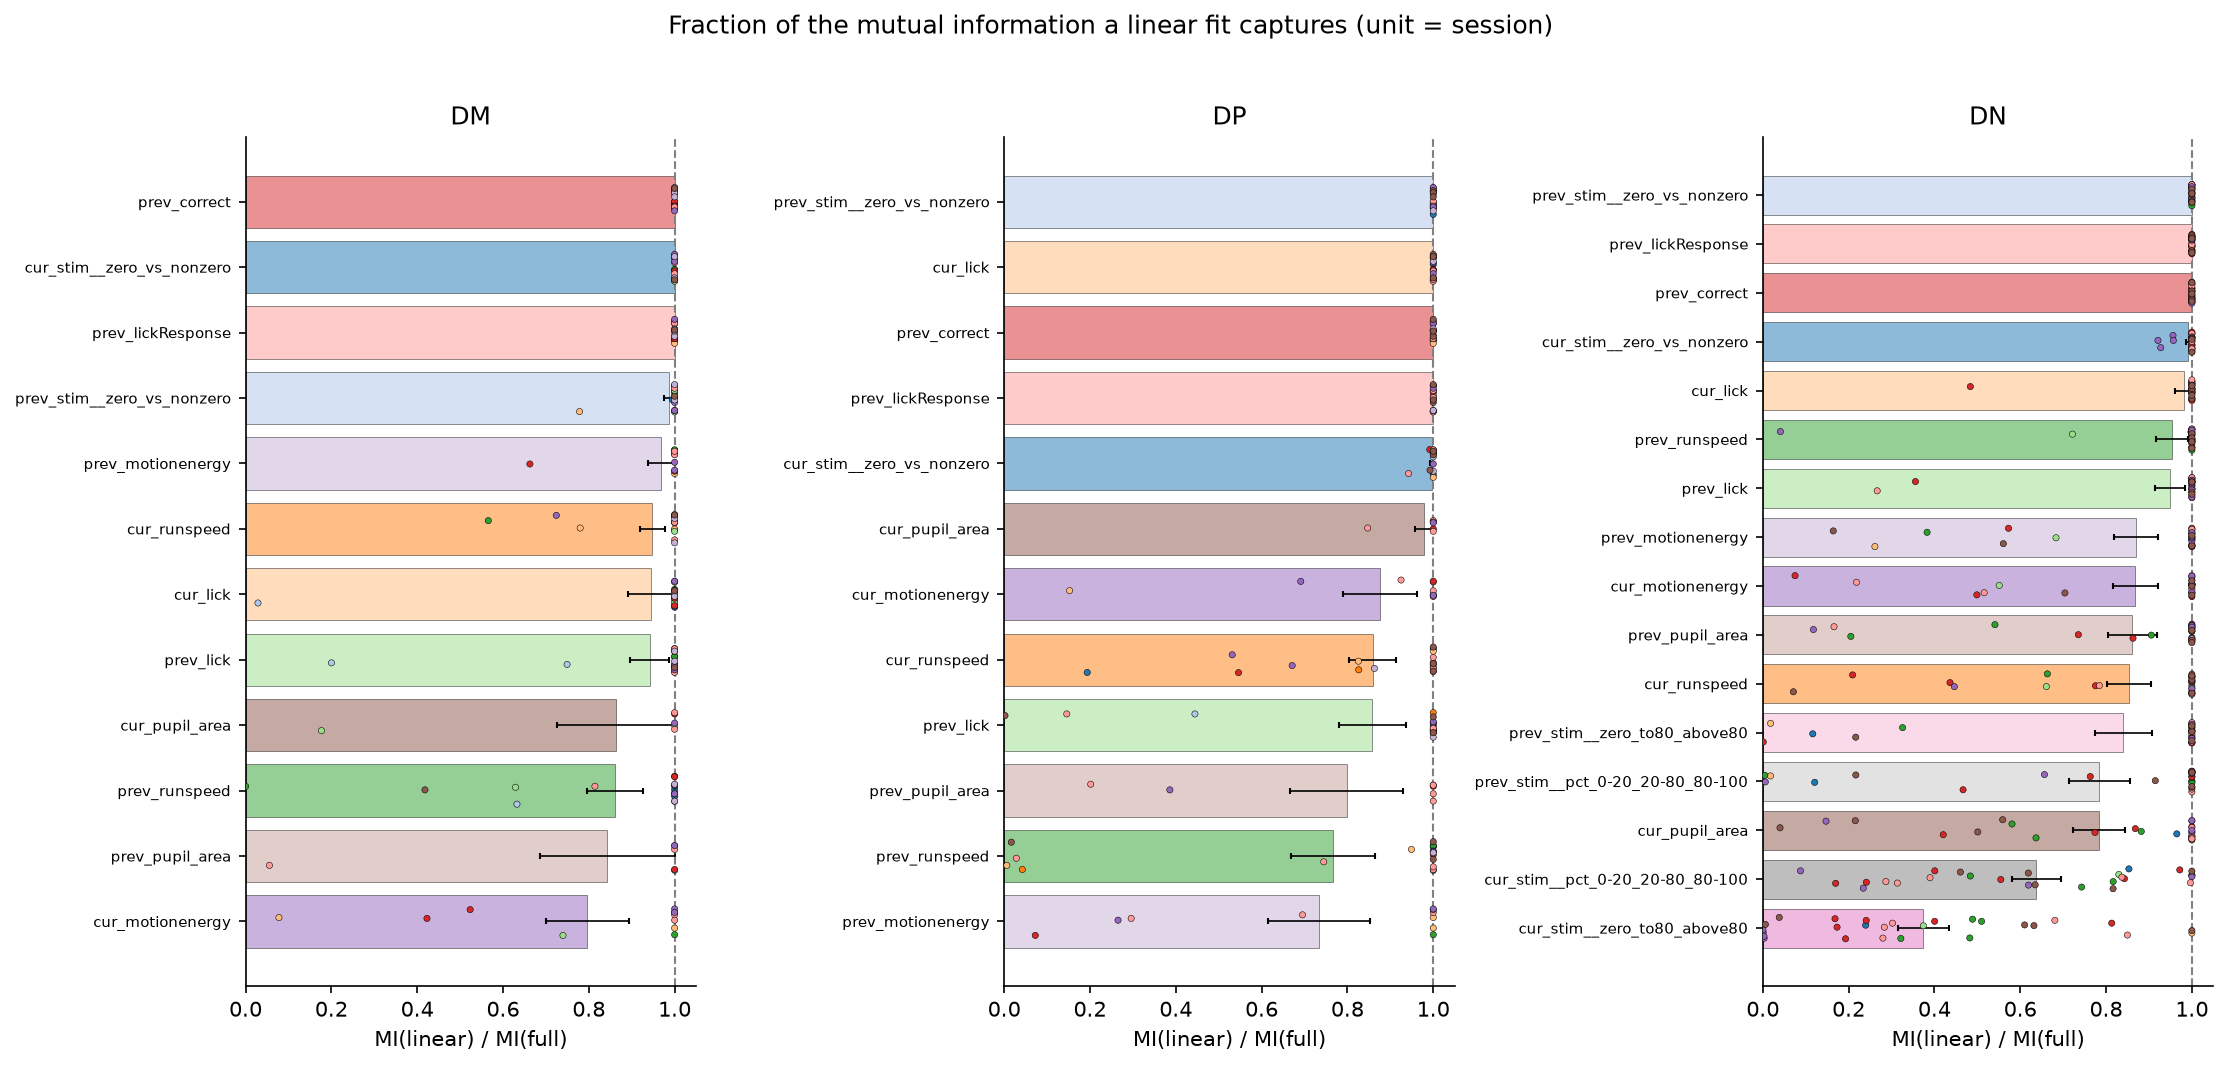 Fraction of the mutual information a linear fit captures (unit = session)
DM
prev_correct
cur_stim__zero_vs_nonzero
prev_lickResponse
prev_stim__zero_vs_nonzero
prev_motionenergy
cur_runspeed
cur_lick
prev_lick
cur_pupil_area
prev_runspeed
prev_pupil_area
cur_motionenergy
0.0 0.2 0.4 0.6 0.8 1.0
MI(linear) / MI(full)
DP
prev_stim__zero_vs_nonzero
cur_lick
prev_correct
prev_lickResponse
cur_stim__zero_vs_nonzero
cur_pupil_area
cur_motionenergy
cur_runspeed
prev_lick
prev_pupil_area
prev_runspeed
prev_motionenergy
0.0 0.2 0.4 0.6 0.8 1.0
MI(linear) / MI(full)
DN
prev_stim__zero_vs_nonzero
prev_lickResponse
prev_correct
cur_stim__zero_vs_nonzero
cur_lick
prev_runspeed
prev_lick
prev_motionenergy
cur_motionenergy
prev_pupil_area
cur_runspeed
prev_stim__zero_to80_above80
prev_stim__pct_0-20_20-80_80-100
cur_pupil_area
cur_stim__pct_0-20_20-80_80-100
cur_stim__zero_to80_above80
0.0 0.2 0.4 0.6 0.8 1.0
MI(linear) / MI(full)